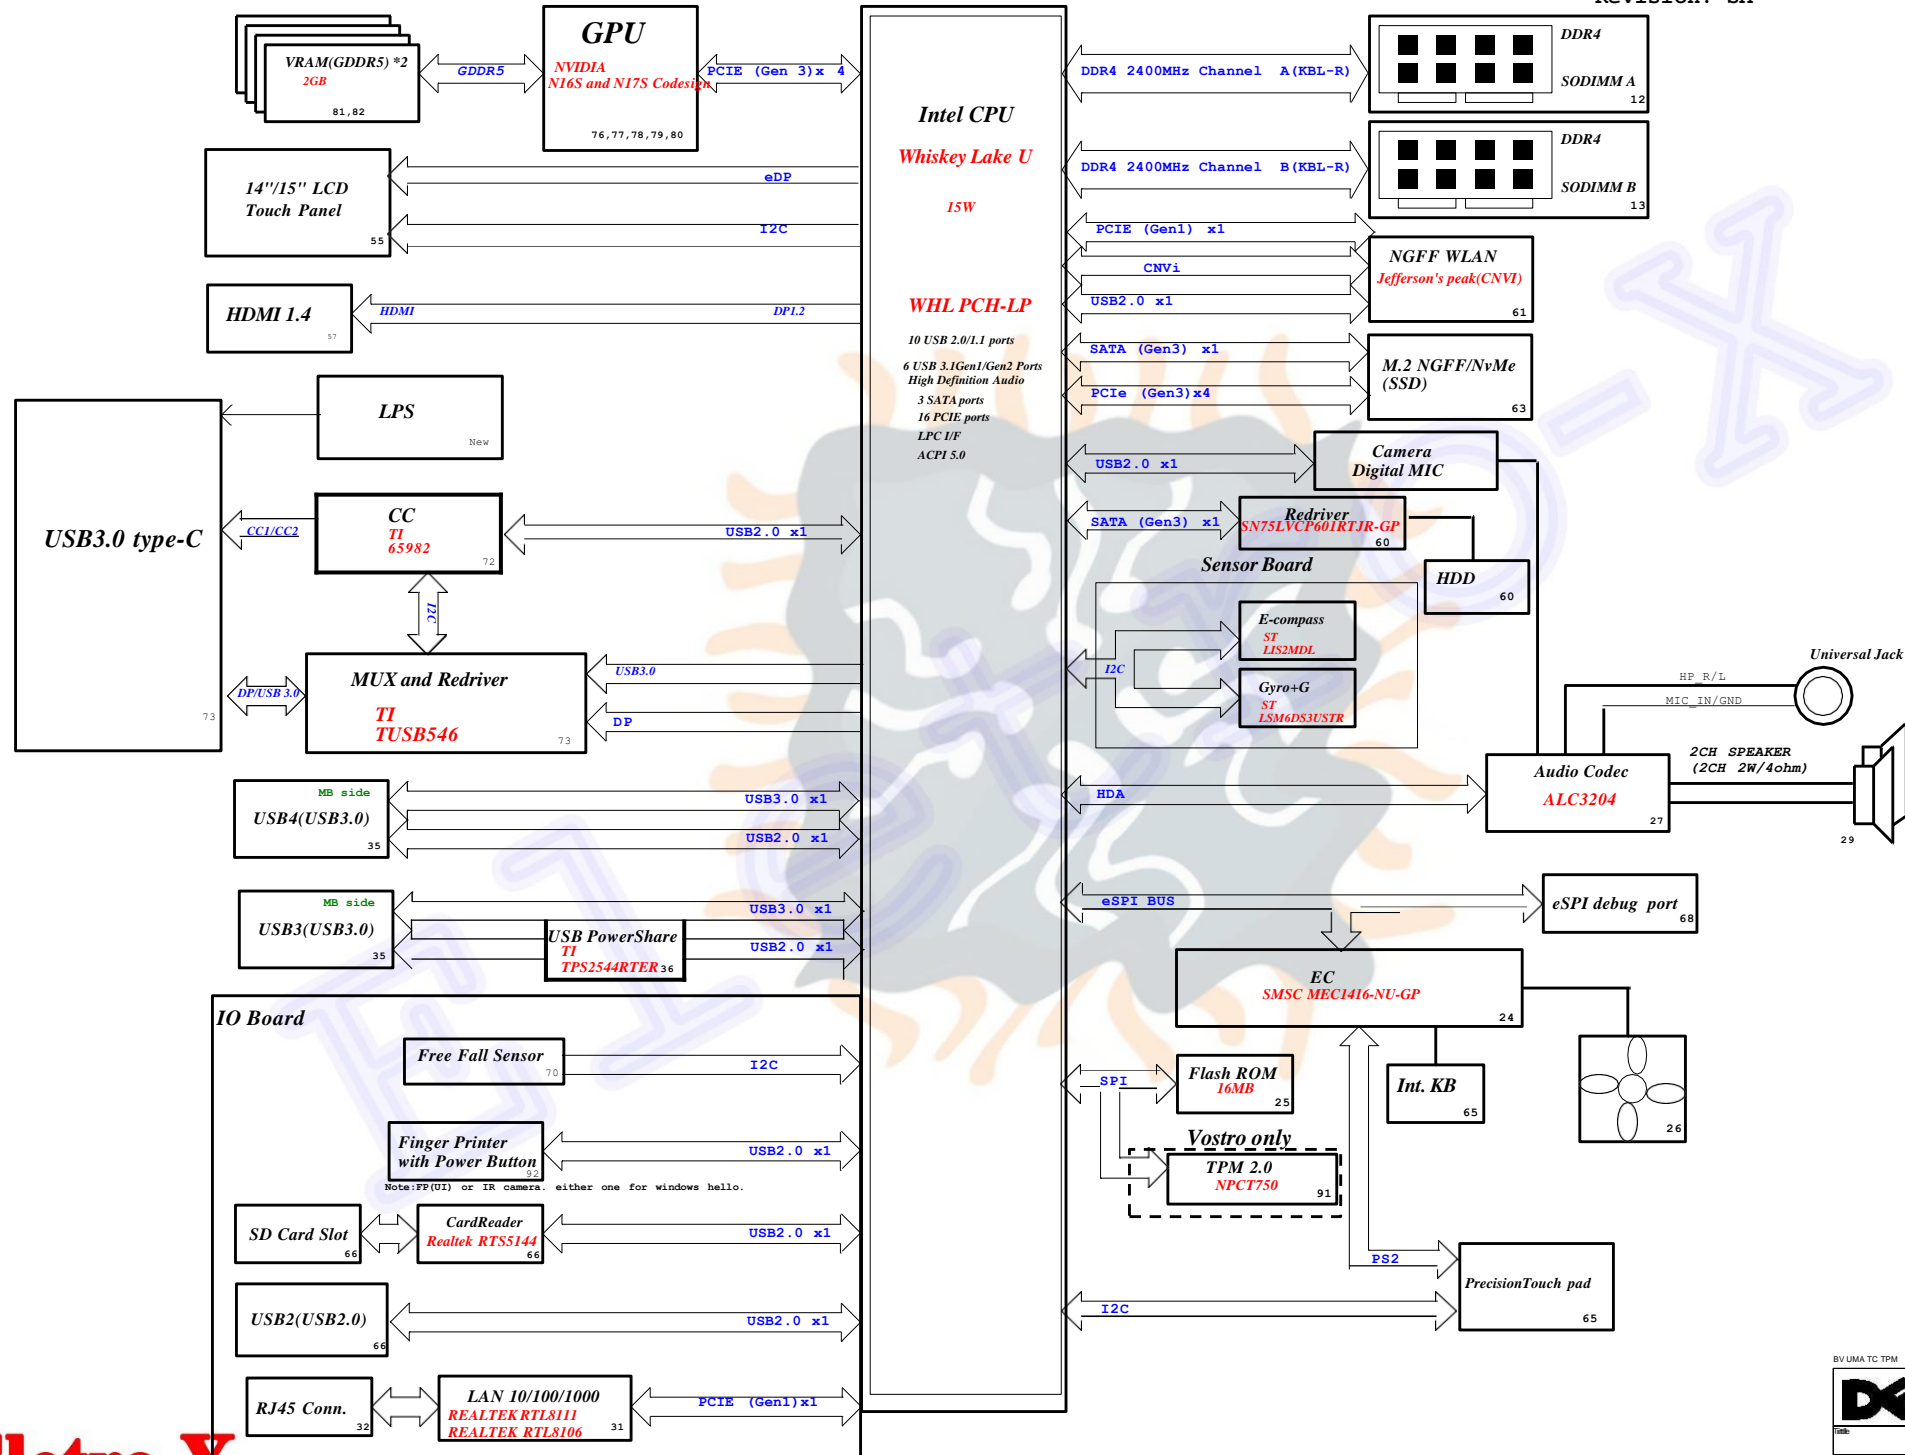 GPU
NVIDIA
N16S and N17S Codesign
76,77,78,79,80
VRAM(GDDR5) *2
2GB
81,82
GDDR5
PCIE (Gen 3)x 4
14"/15" LCD
Touch Panel
55
eDP
I2C
HDMI 1.4
57
HDMI
DP1.2
LPS
New
USB3.0 type-C
73
CC
TI
65982
72
CC1/CC2
USB2.0 x1
I2C
MUX and Redriver
TI
TUSB546
73
DP/USB 3.0
USB3.0
DP
MB side
USB4(USB3.0)
35
USB3.0 x1
USB2.0 x1
MB side
USB3(USB3.0)
35
USB3.0 x1
USB PowerShare
TI
TPS2544RTER
36
USB2.0 x1
IO Board
Free Fall Sensor
70
I2C
Finger Printer
with Power Button
92
USB2.0 x1
Note:FP(UI) or IR camera. either one for windows hello.
SD Card Slot
66
CardReader
Realtek RTS5144
66
USB2.0 x1
USB2(USB2.0)
66
USB2.0 x1
RJ45 Conn.
32
LAN 10/100/1000
REALTEK RTL8111
REALTEK RTL8106
31
PCIE (Gen1)x1
Intel CPU
Whiskey Lake U
15W
WHL PCH-LP
10 USB 2.0/1.1 ports
6 USB 3.1Gen1/Gen2 Ports
High Definition Audio
3 SATA ports
16 PCIE ports
LPC I/F
ACPI 5.0
DDR4 2400MHz Channel A(KBL-R)
DDR4
SODIMM A
12
DDR4 2400MHz Channel B(KBL-R)
DDR4
SODIMM B
13
PCIE (Gen1) x1
CNVi
USB2.0 x1
NGFF WLAN
Jefferson's peak(CNVI)
61
SATA (Gen3) x1
PCIe (Gen3)x4
M.2 NGFF/NvMe
(SSD)
63
USB2.0 x1
Camera
Digital MIC
SATA (Gen3) x1
Redriver
SN75LVCP601RTJR-GP
60
HDD
60
Sensor Board
E-compass
ST
LIS2MDL
I2C
Gyro+G
ST
LSM6DS3USTR
Universal Jack
HP_R/L
MIC_IN/GND
2CH SPEAKER
(2CH 2W/4ohm)
29
HDA
Audio Codec
ALC3204
27
eSPI BUS
eSPI debug port
68
EC
SMSC MEC1416-NU-GP
24
26
Int. KB
65
SPI
Flash ROM
16MB
25
Vostro only
TPM 2.0
NPCT750
91
PS2
I2C
PrecisionTouch pad
65
BV UMA TC TPM
Eletro-X